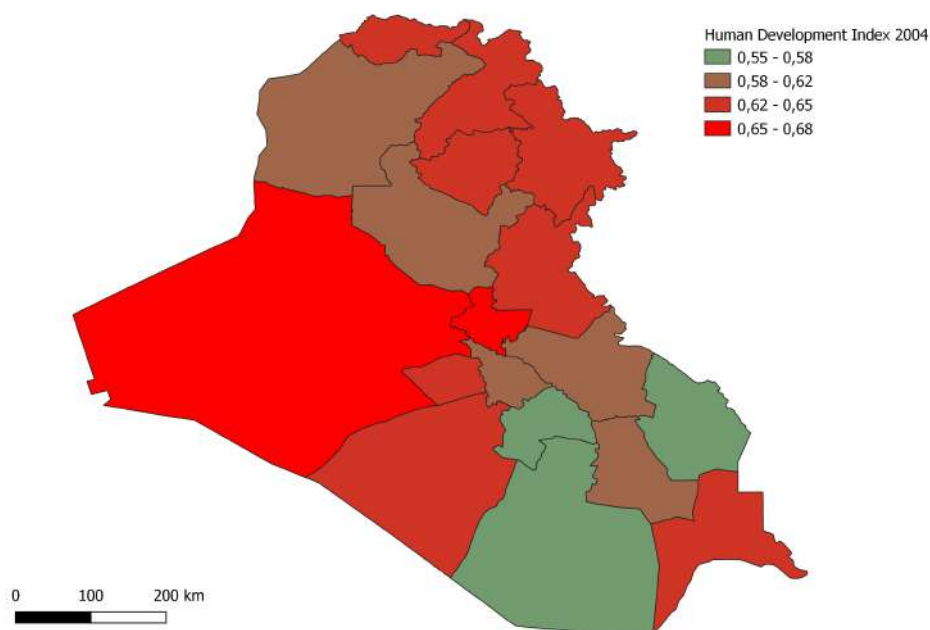 Human Development Index 2004
0,55 - 0,58
0,58 - 0,62
0,62 - 0,65
0,65 - 0,68
0 100 200 km